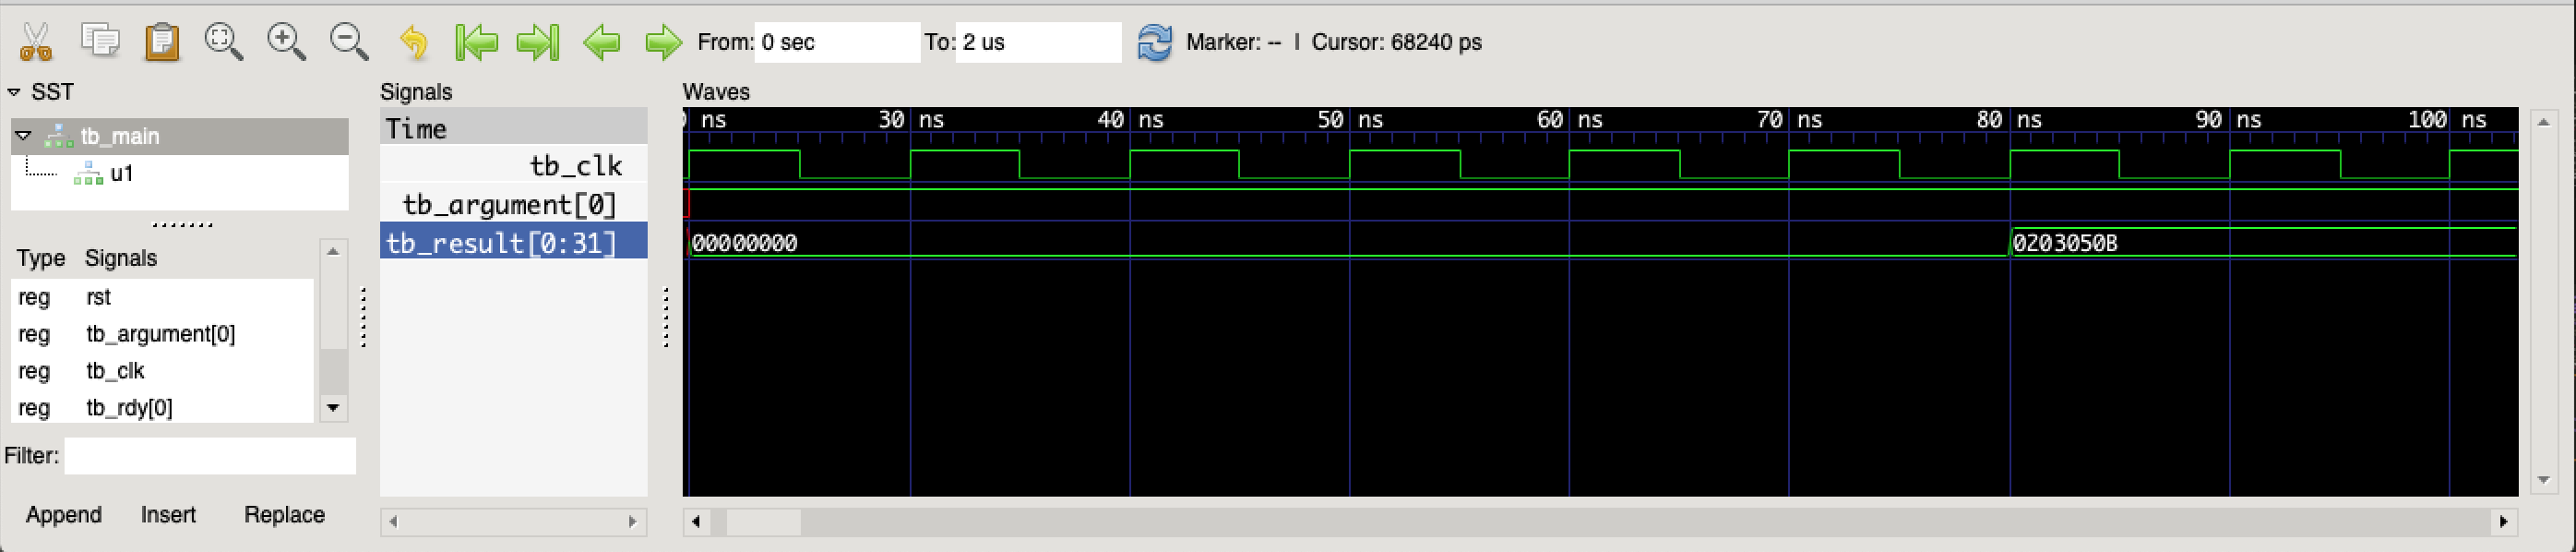 From: 0 sec To: 2 us Marker: -- | Cursor: 68240 ps
SST
tb_main
u1
Type Signals
reg rst
reg tb_argument[0]
reg tb_clk
reg tb_rdy[0]
Filter:
Append Insert Replace
Signals
Time
tb_clk
tb_argument[0]
tb_result[0:31]
Waves
ns 30 ns 40 ns 50 ns 60 ns 70 ns 80 ns 90 ns 100 ns
00000000 0203050B